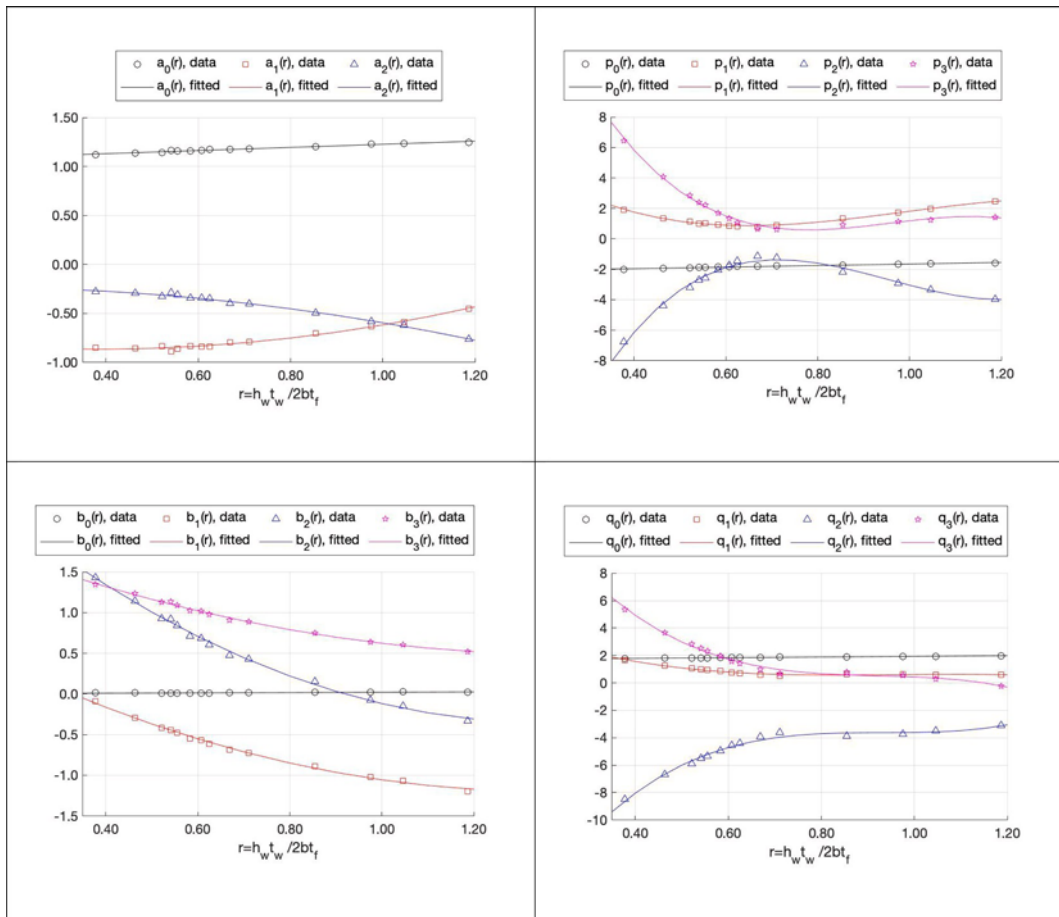 a0(r), data a1(r), data a2(r), data
a0(r), fitted a1(r), fitted a2(r), fitted
1.50
1.00
0.50
0.00
-0.50
-1.00
0.40 0.60 0.80 1.00 1.20
r=hwtw/2btf
p0(r), data p1(r), data p2(r), data p3(r), data
p0(r), fitted p1(r), fitted p2(r), fitted p3(r), fitted
8
6
4
2
0
-2
-4
-6
-8
0.40 0.60 0.80 1.00 1.20
r=hwtw/2btf
b0(r), data b1(r), data b2(r), data b3(r), data
b0(r), fitted b1(r), fitted b2(r), fitted b3(r), fitted
1.5
1.0
0.5
0.0
-0.5
-1.0
-1.5
0.40 0.60 0.80 1.00 1.20
r=hwtw/2btf
q0(r), data q1(r), data q2(r), data q3(r), data
q0(r), fitted q1(r), fitted q2(r), fitted q3(r), fitted
8
6
4
2
0
-2
-4
-6
-8
-10
0.40 0.60 0.80 1.00 1.20
r=hwtw/2btf